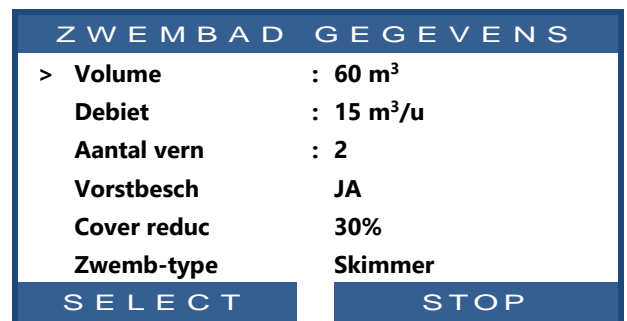 ZWEMBAD GEGEVENS
> Volume : 60 m³
Debiet : 15 m³/u
Aantal vern : 2
Vorstbesch JA
Cover reduc 30%
Zwemb-type Skimmer
SELECT STOP